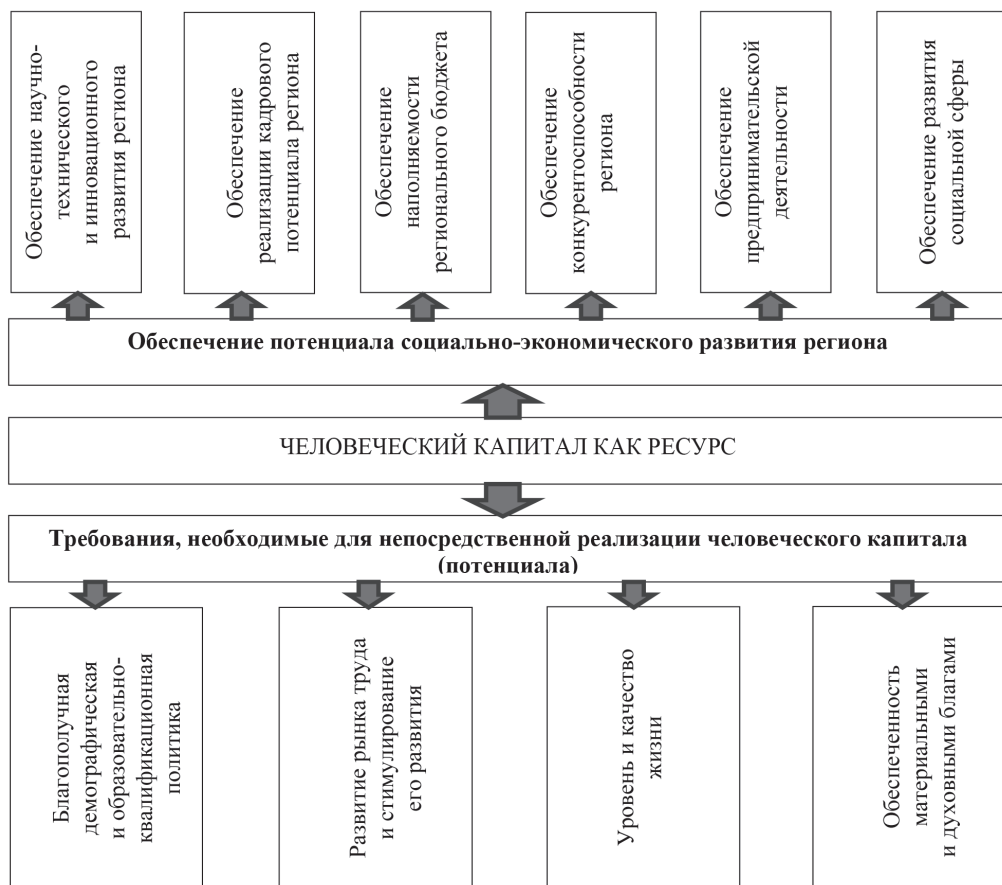 Обеспечение научно-
технического
и инновационного
развития региона
Обеспечение
реализации кадрового
потенциала региона
Обеспечение
наполняемости
регионального бюджета
Обеспечение
конкурентоспособности
региона
Обеспечение
предпринимательской
деятельности
Обеспечение развития
социальной сферы
Обеспечение потенциала социально-экономического развития региона
ЧЕЛОВЕЧЕСКИЙ КАПИТАЛ КАК РЕСУРС
Требования, необходимые для непосредственной реализации человеческого капитала
(потенциала)
Благополучная
демографическая
и образовательно-
квалификационная
политика
Развитие рынка труда
и стимулирование
его развития
Уровень и качество
жизни
Обеспеченность
материальными
и духовными благами